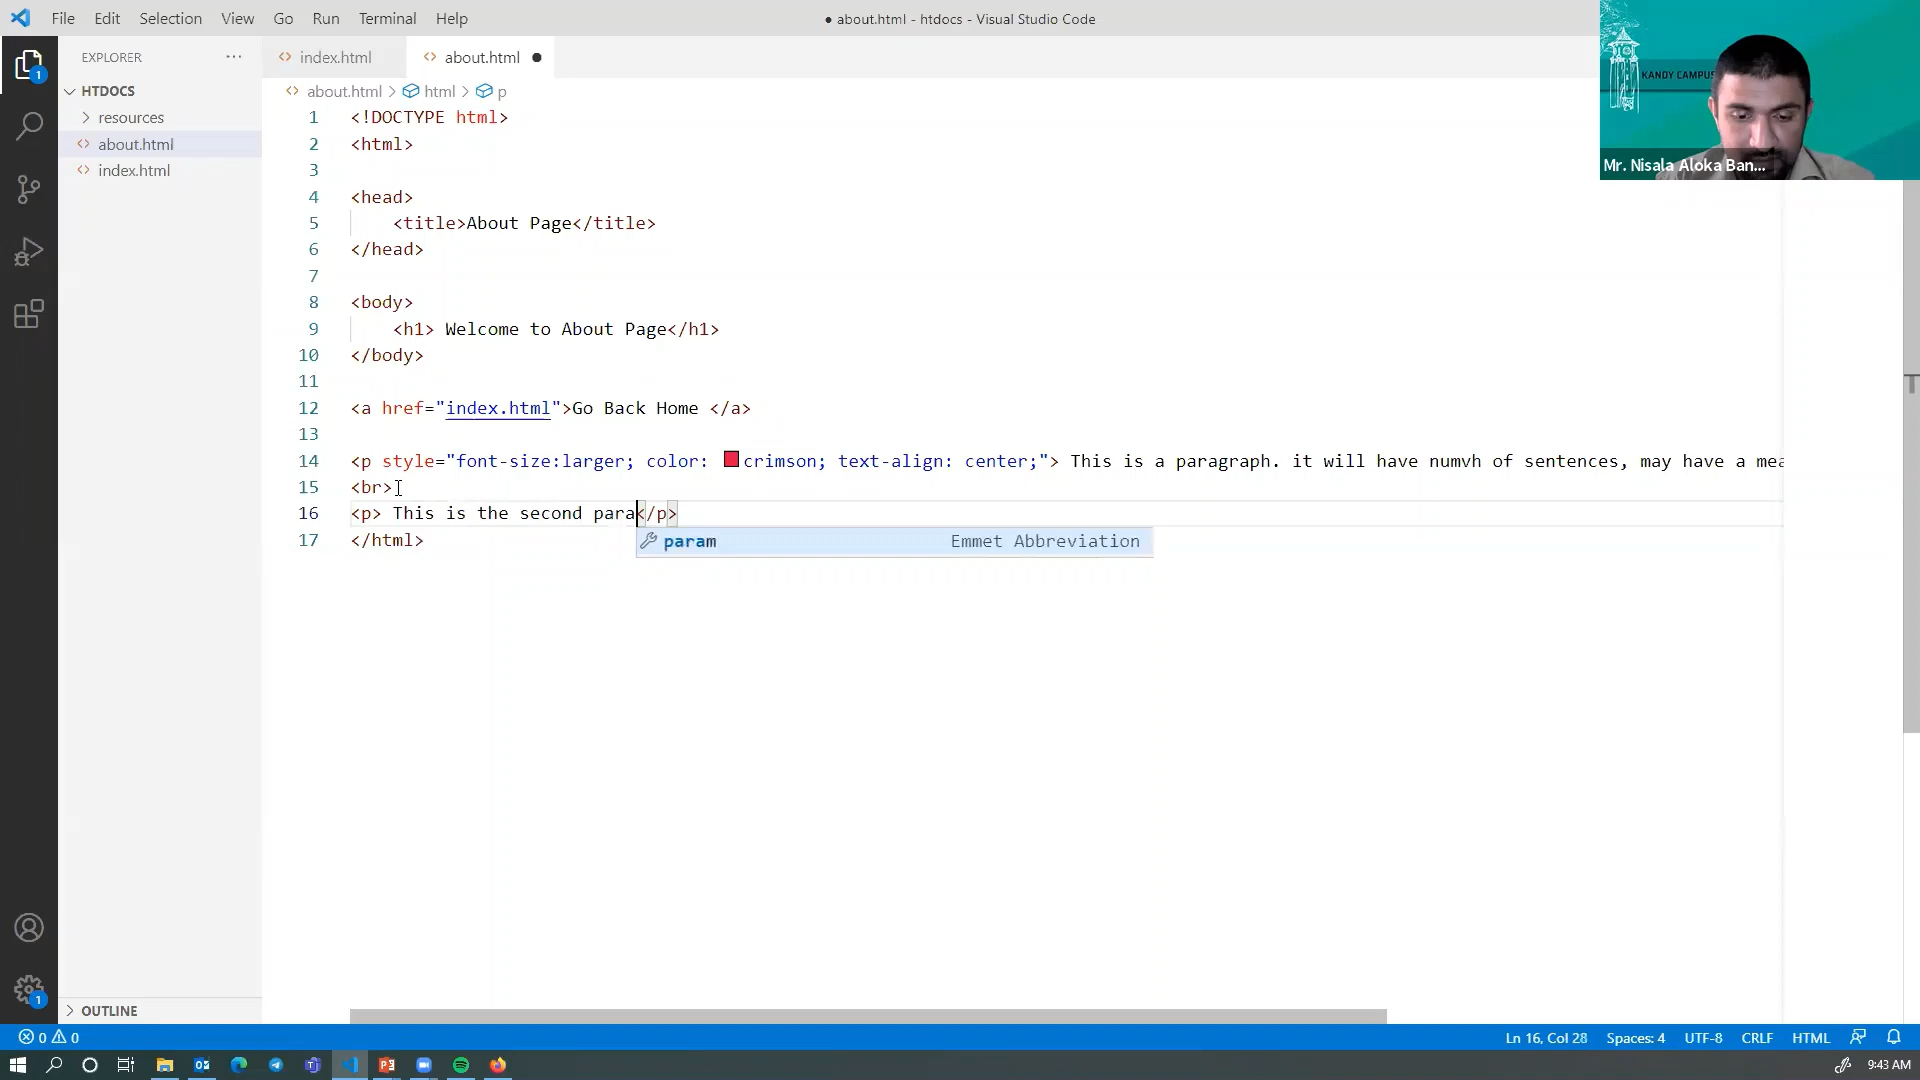 File Edit Selection View Go Run Terminal Help
● about.html - htdocs - Visual Studio Code
KANDY CAMPUS
Mr. Nisala Aloka Ban...
EXPLORER
HTDOCS
resources
about.html
index.html
OUTLINE
index.html
about.html
about.html > html > p
1 <!DOCTYPE html>
2 <html>
3
4 <head>
5 <title>About Page</title>
6 </head>
7
8 <body>
9 <h1> Welcome to About Page</h1>
10 </body>
11
12 <a href="index.html">Go Back Home </a>
13
14 <p style="font-size:larger; color: crimson; text-align: center;"> This is a paragraph. it will have numvh of sentences, may have a mea
15 <br>
16 <p> This is the second para</p>
17 </html>
param Emmet Abbreviation
1
1
0 0
Ln 16, Col 28 Spaces: 4 UTF-8 CRLF HTML
9:43 AM